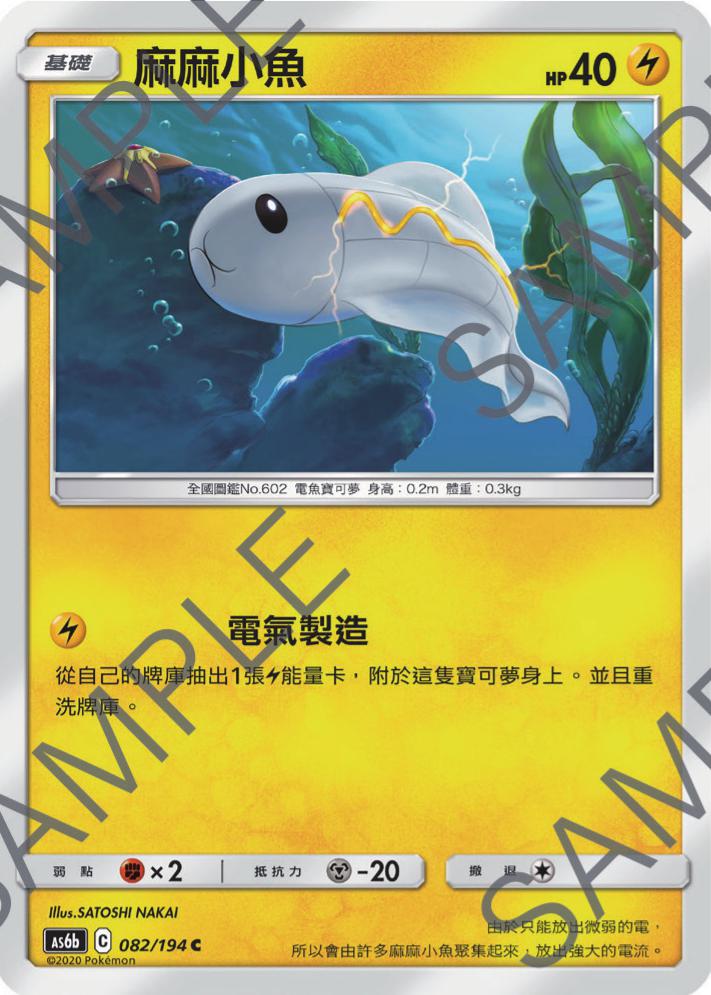 基礎 麻麻小魚 HP40
全國圖鑑No.602 電魚寶可夢 身高：0.2m 體重：0.3kg
電氣製造
從自己的牌庫抽出1張能量卡，附於這隻寶可夢身上。並且重
洗牌庫。
弱點 ×2 抵抗力 -20 撤退
Illus.SATOSHI NAKAI
AS6b C 082/194 C
©2020 Pokémon
由於只能放出微弱的電，
所以會由許多麻麻小魚聚集起來，放出強大的電流。
SAMPLE
SAMPLE
SAMPLE
SAMPLE
SAMPLE